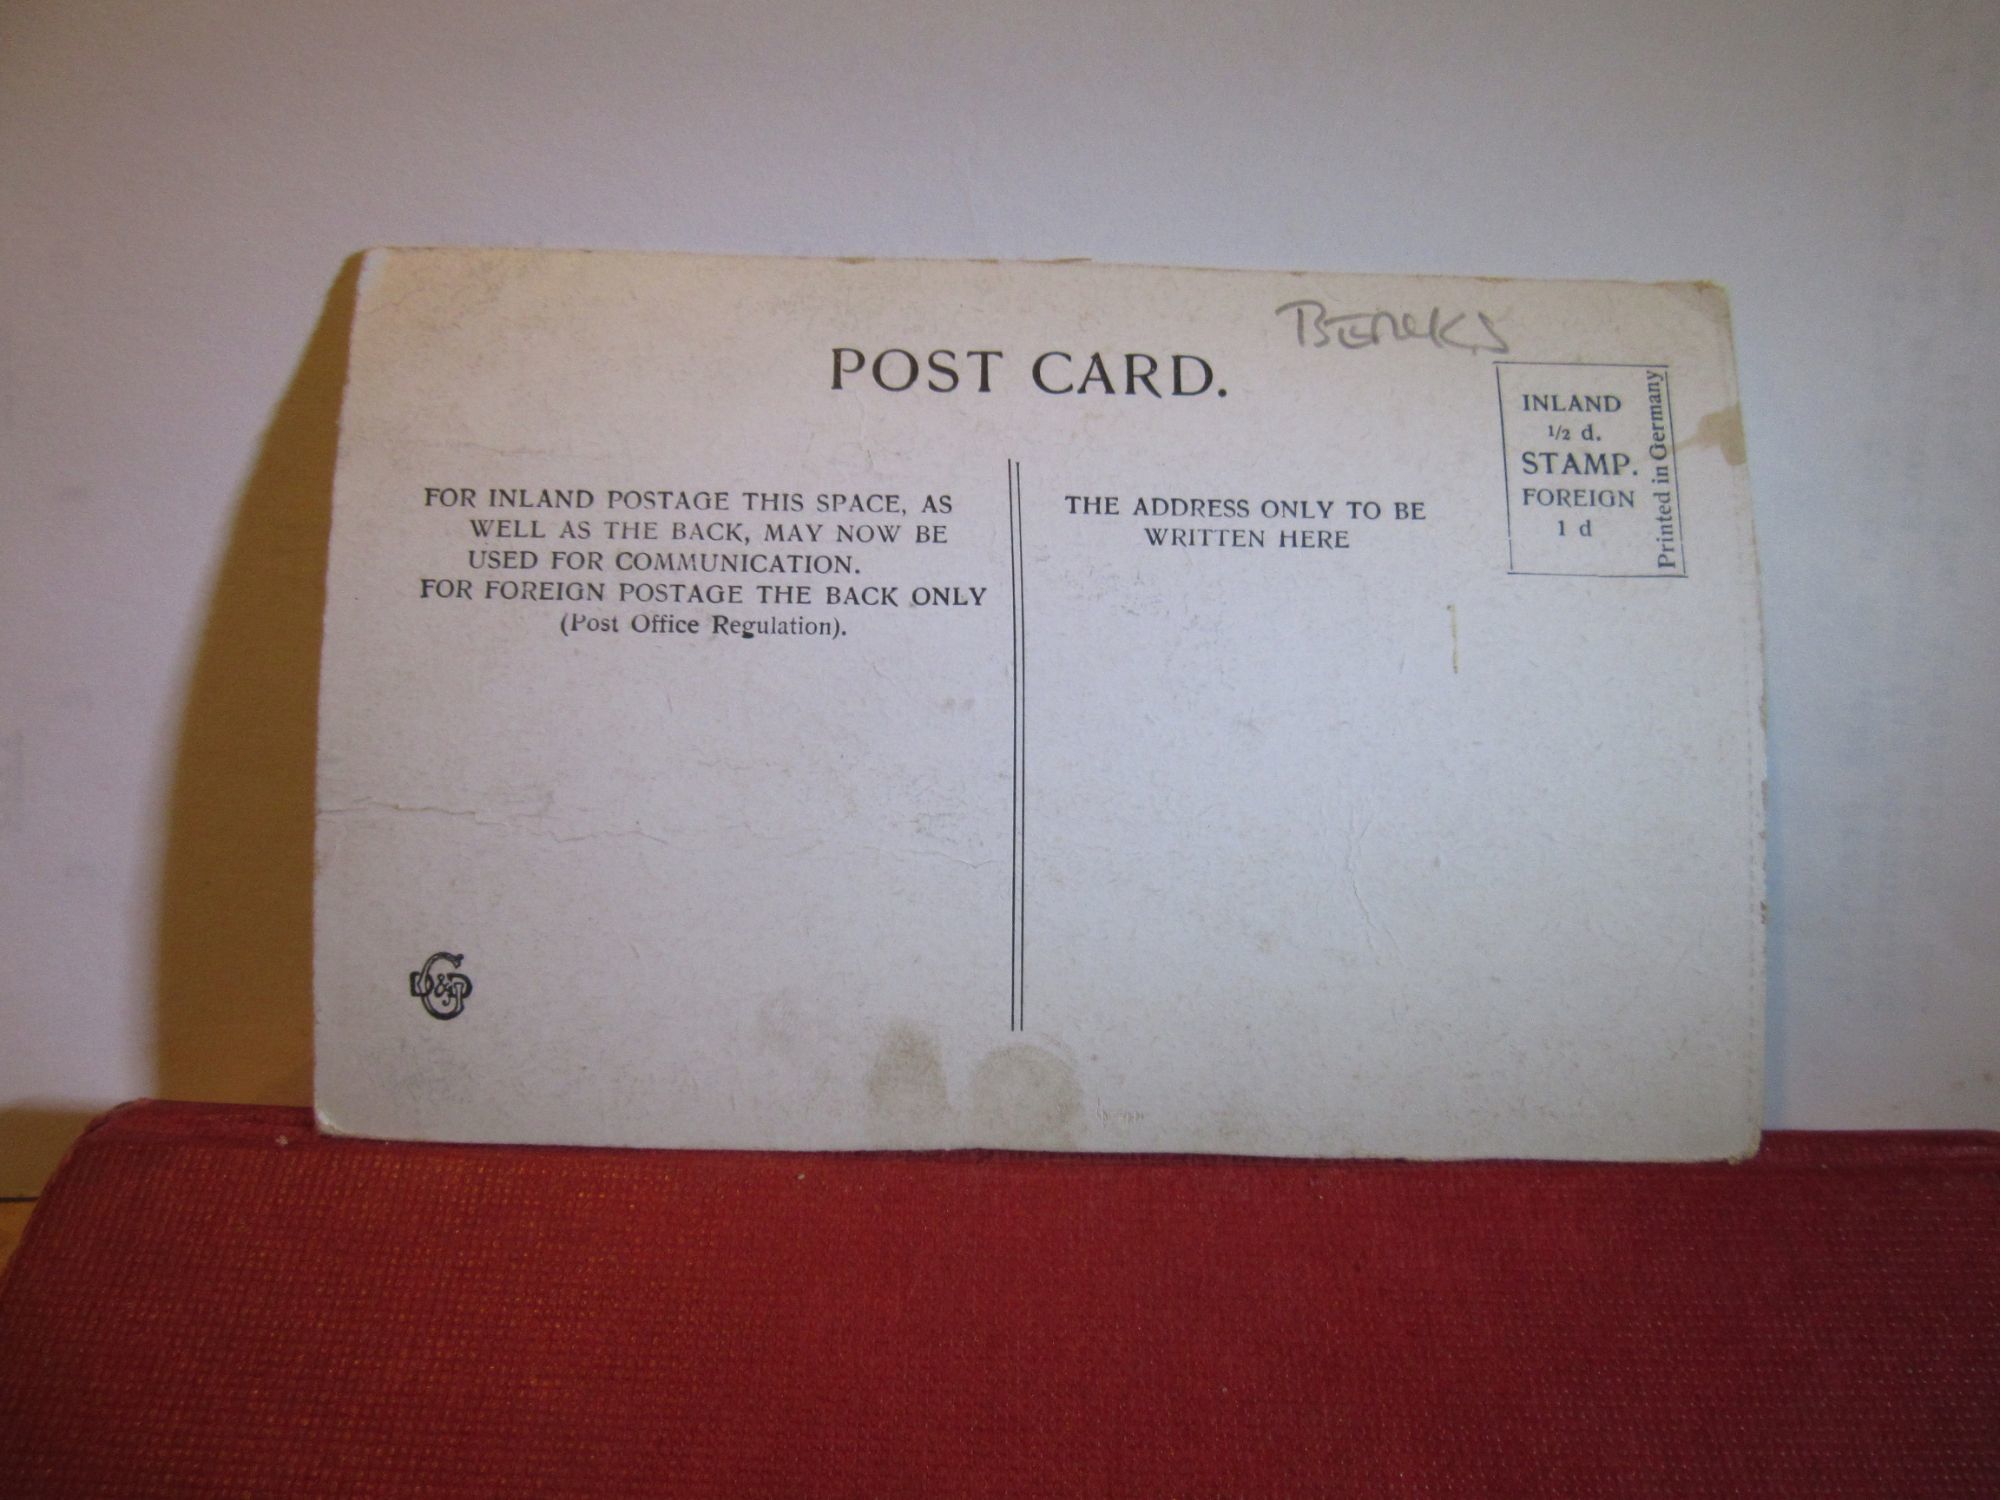 BERKS
POST CARD.
INLAND
1/2 d.
STAMP.
FOREIGN
1 d
Printed in Germany
FOR INLAND POSTAGE THIS SPACE, AS
WELL AS THE BACK, MAY NOW BE
USED FOR COMMUNICATION.
FOR FOREIGN POSTAGE THE BACK ONLY
(Post Office Regulation).
THE ADDRESS ONLY TO BE
WRITTEN HERE